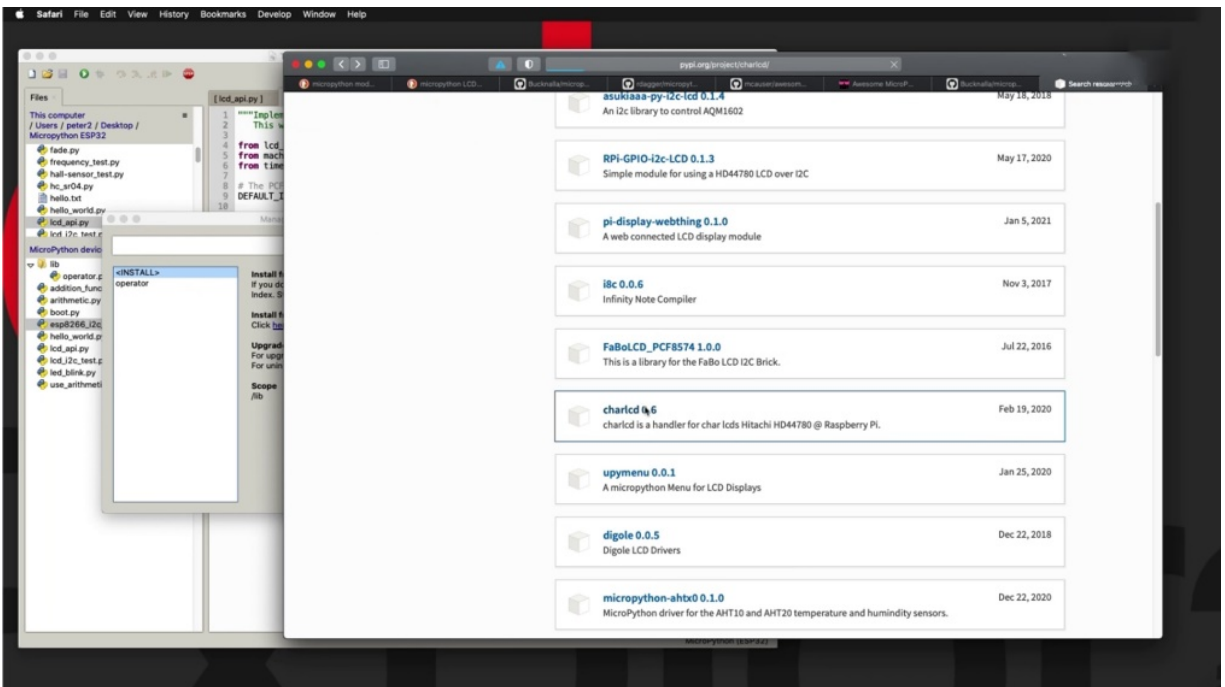 Safari File Edit View History Bookmarks Develop Window Help
pypi.org/project/charlcd/
micropython mod...
micropython LCD...
Bucknalla/microp...
rdagger/micropyt...
mcauser/awesom...
Awesome MicroP...
Bucknalla/microp...
Files
This computer
/ Users / peter2 / Desktop /
Micropython ESP32
fade.py
frequency_test.py
hall-sensor_test.py
hc_sr04.py
hello.txt
hello_world.py
lcd_api.py
lcd_i2c_test.
MicroPython devic
lib
operator.p
addition_func
arithmetic.py
boot.py
esp8266_i2c
hello_world.p
lcd_api.py
lcd_i2c_test.p
led_blink.py
use_arithmeti
[ lcd_api.py ]
1 """Implem
2 This w
3
4 from lcd_
5 from mach
6 from time
7
8 # The PCF
9 DEFAULT_I
10
Mana
<INSTALL>
operator
Install f
If you do
Index. S
Install f
Click he
Upgrad
For upgr
For unin
Scope
/lib
asukiaaa-py-i2c-lcd 0.1.4 May 18, 2018
An i2c library to control AQM1602
RPi-GPIO-i2c-LCD 0.1.3 May 17, 2020
Simple module for using a HD44780 LCD over I2C
pi-display-webthing 0.1.0 Jan 5, 2021
A web connected LCD display module
i8c 0.0.6 Nov 3, 2017
Infinity Note Compiler
FaBoLCD_PCF8574 1.0.0 Jul 22, 2016
This is a library for the FaBo LCD I2C Brick.
charlcd 0.6 Feb 19, 2020
charlcd is a handler for char lcds Hitachi HD44780 @ Raspberry Pi.
upymenu 0.0.1 Jan 25, 2020
A micropython Menu for LCD Displays
digole 0.0.5 Dec 22, 2018
Digole LCD Drivers
micropython-ahtx0 0.1.0 Dec 22, 2020
MicroPython driver for the AHT10 and AHT20 temperature and humindity sensors.
MicroPython (ESP32)